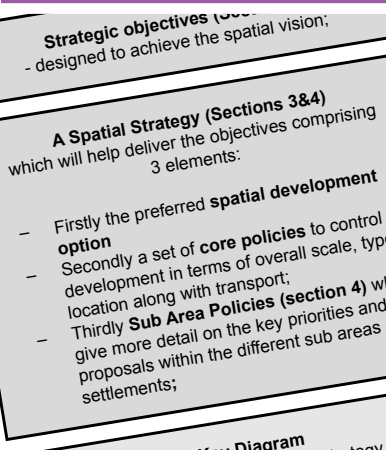 Strategic objectives
- designed to achieve the spatial vision;
A Spatial Strategy (Sections 3&4)
which will help deliver the objectives comprising
3 elements:
– Firstly the preferred spatial development
option
– Secondly a set of core policies to control
development in terms of overall scale,
location along with transport;
– Thirdly Sub Area Policies (section 4)
give more detail on the key priorities and
proposals within the different sub areas
settlements;
Key Diagram